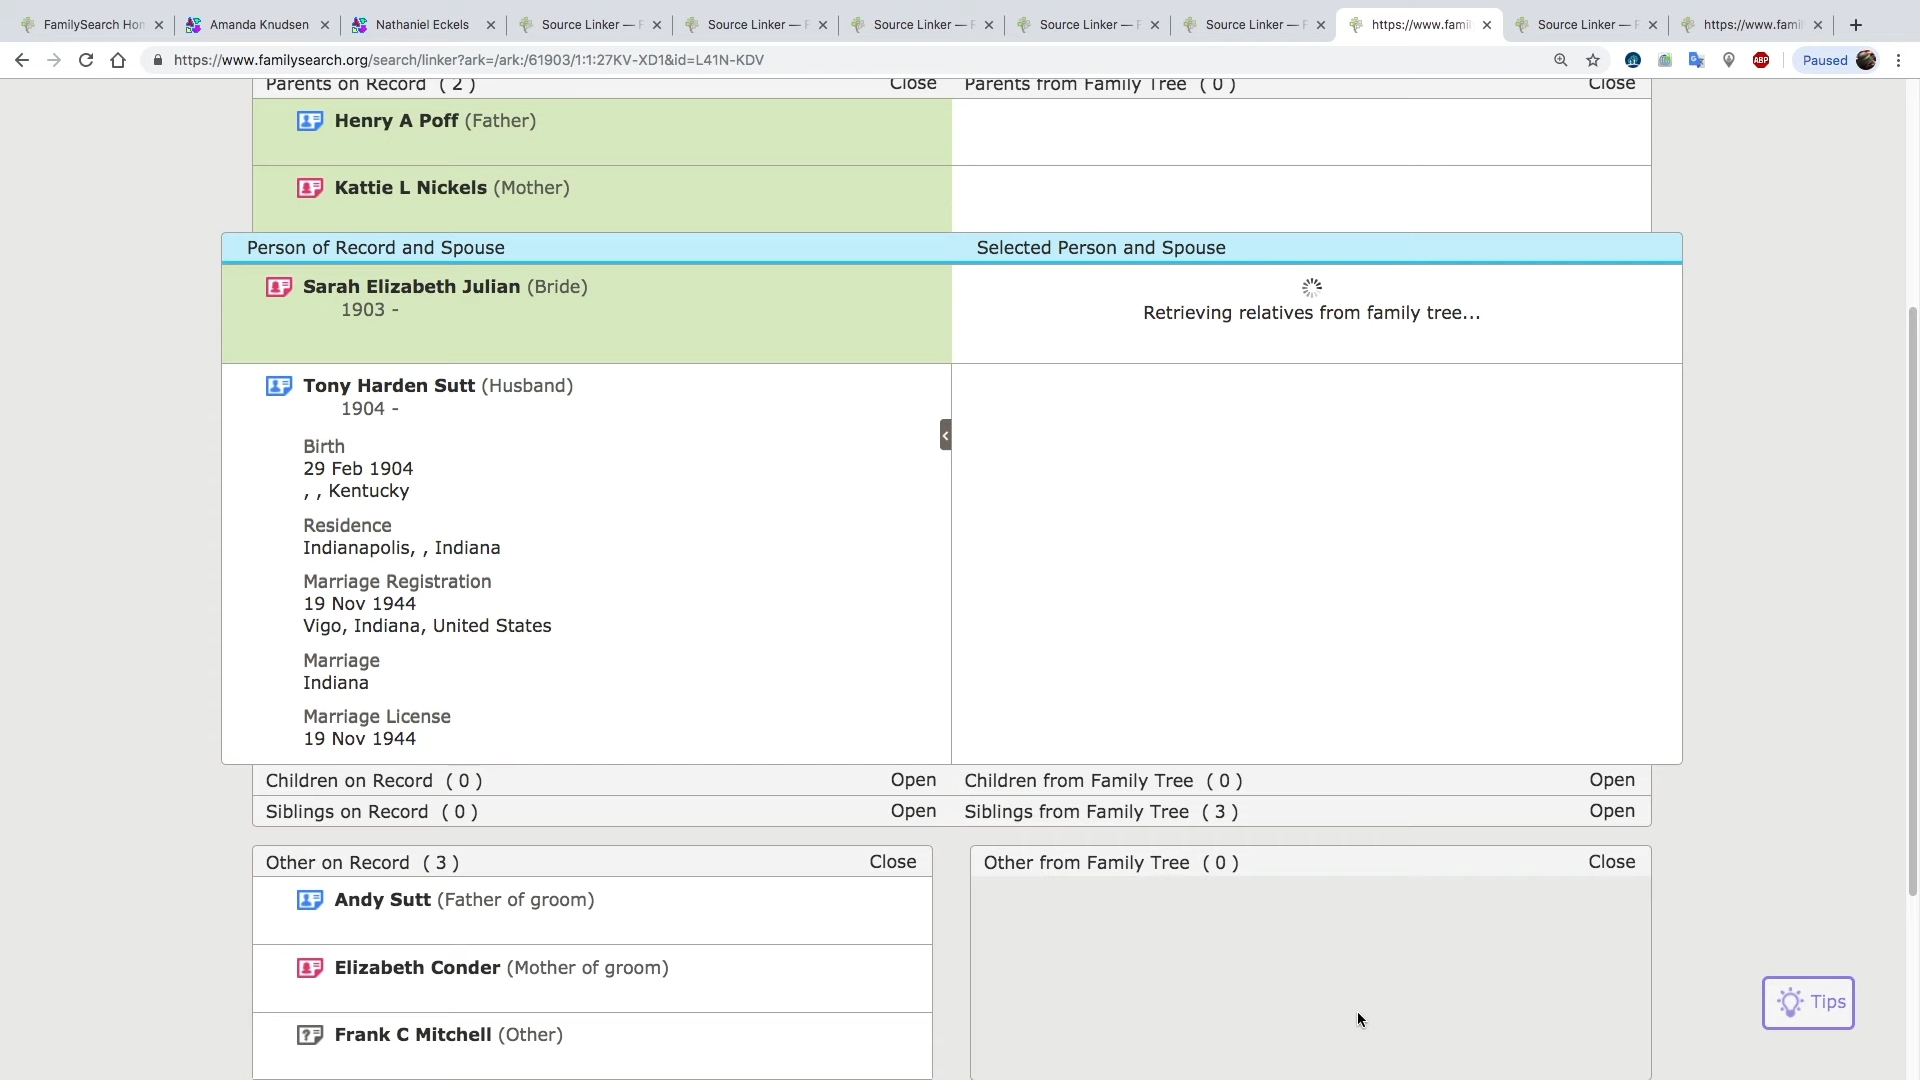 FamilySearch Hom
Amanda Knudsen
Nathaniel Eckels
Source Linker — F
Source Linker — F
Source Linker — F
Source Linker — F
Source Linker — F
https://www.famil
Source Linker — F
https://www.famil
https://www.familysearch.org/search/linker?ark=/ark:/61903/1:1:27KV-XD1&id=L41N-KDV
ABP
Paused
Parents on Record ( 2 )
Close
Parents from Family Tree ( 0 )
Close
Henry A Poff (Father)
Kattie L Nickels (Mother)
Person of Record and Spouse
Selected Person and Spouse
Sarah Elizabeth Julian (Bride)
1903 -
Retrieving relatives from family tree...
Tony Harden Sutt (Husband)
1904 -
Birth
29 Feb 1904
, , Kentucky
Residence
Indianapolis, , Indiana
Marriage Registration
19 Nov 1944
Vigo, Indiana, United States
Marriage
Indiana
Marriage License
19 Nov 1944
Children on Record ( 0 )
Open
Children from Family Tree ( 0 )
Open
Siblings on Record ( 0 )
Open
Siblings from Family Tree ( 3 )
Open
Other on Record ( 3 )
Close
Other from Family Tree ( 0 )
Close
Andy Sutt (Father of groom)
Elizabeth Conder (Mother of groom)
Frank C Mitchell (Other)
Tips